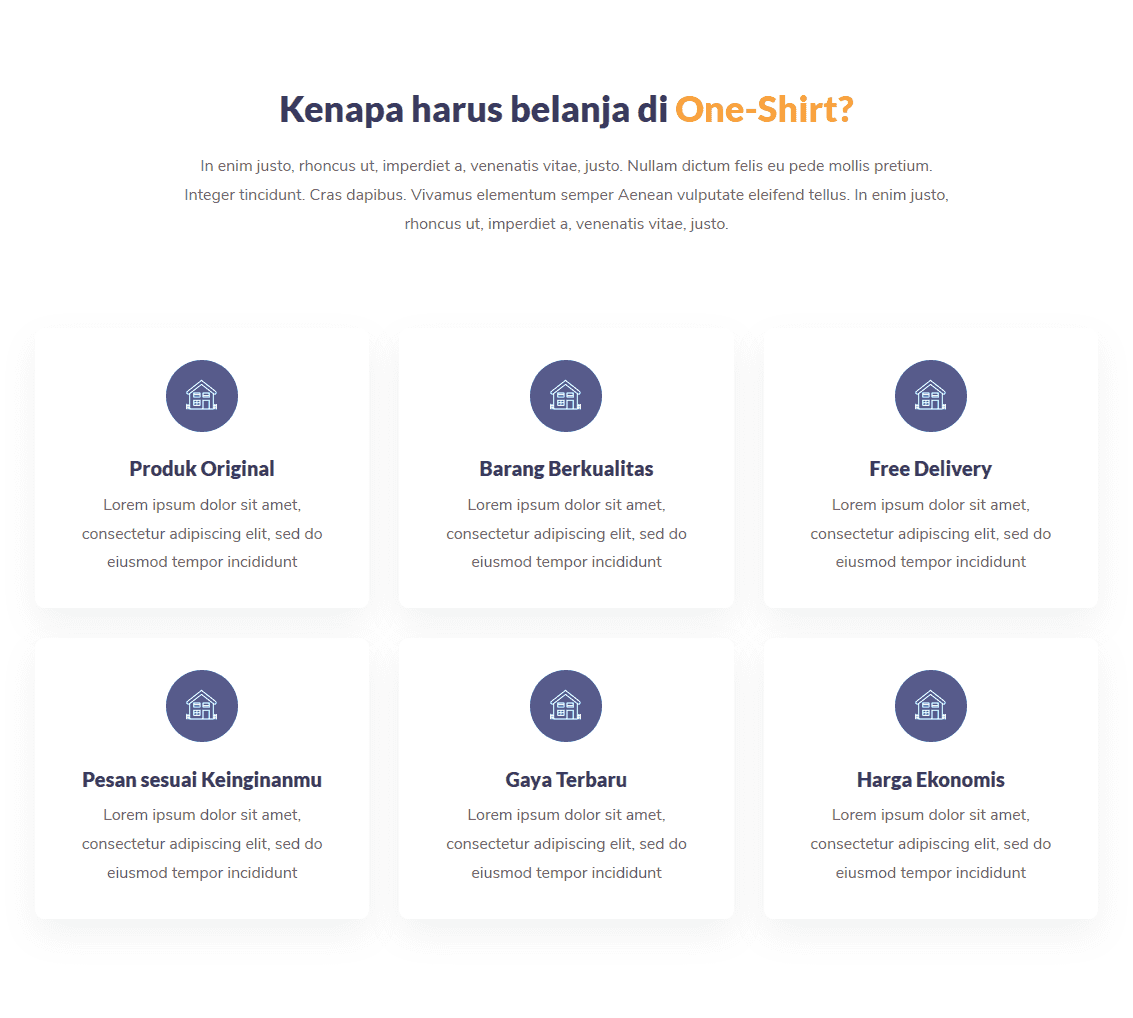 Kenapa harus belanja di One-Shirt?
In enim justo, rhoncus ut, imperdiet a, venenatis vitae, justo. Nullam dictum felis eu pede mollis pretium.
Integer tincidunt. Cras dapibus. Vivamus elementum semper Aenean vulputate eleifend tellus. In enim justo,
rhoncus ut, imperdiet a, venenatis vitae, justo.
Produk Original
Lorem ipsum dolor sit amet,
consectetur adipiscing elit, sed do
eiusmod tempor incididunt
Barang Berkualitas
Lorem ipsum dolor sit amet,
consectetur adipiscing elit, sed do
eiusmod tempor incididunt
Free Delivery
Lorem ipsum dolor sit amet,
consectetur adipiscing elit, sed do
eiusmod tempor incididunt
Pesan sesuai Keinginanmu
Lorem ipsum dolor sit amet,
consectetur adipiscing elit, sed do
eiusmod tempor incididunt
Gaya Terbaru
Lorem ipsum dolor sit amet,
consectetur adipiscing elit, sed do
eiusmod tempor incididunt
Harga Ekonomis
Lorem ipsum dolor sit amet,
consectetur adipiscing elit, sed do
eiusmod tempor incididunt